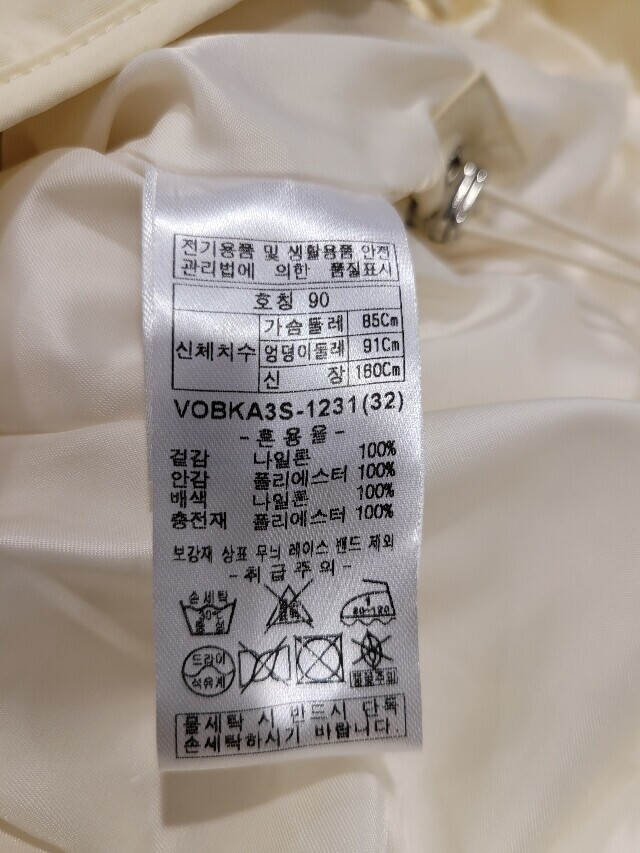 전기용품 및 생활용품 안전
관리법에 의한 품질표시
호칭 90
신체치수
가슴둘레 85Cm
엉덩이둘레 91Cm
신 장 160Cm
VOBKA3S-1231(32)
-혼용율-
겉감 나일론 100%
안감 폴리에스터 100%
배색 나일론 100%
충전재 폴리에스터 100%
보강재 상표 무늬 레이스 밴드 제외
-취급주의-
손세탁
30℃
중성
80-120
드라이
석유계
물세탁 시 반드시 단독
손세탁하시기 바랍니다.